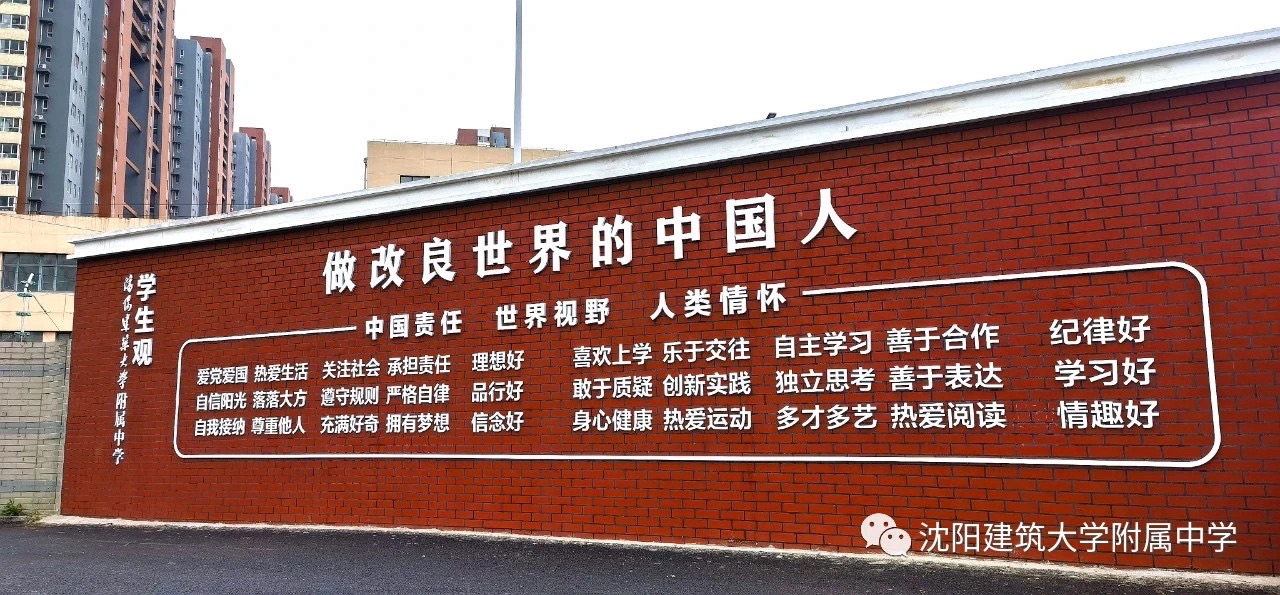 做改良世界的中国人
学生观
沈阳建筑大学附属中学
中国责任 世界视野 人类情怀
爱党爱国 热爱生活 关注社会 承担责任 理想好 喜欢上学 乐于交往 自主学习 善于合作 纪律好
自信阳光 落落大方 遵守规则 严格自律 品行好 敢于质疑 创新实践 独立思考 善于表达 学习好
自我接纳 尊重他人 充满好奇 拥有梦想 信念好 身心健康 热爱运动 多才多艺 热爱阅读 情趣好
沈阳建筑大学附属中学